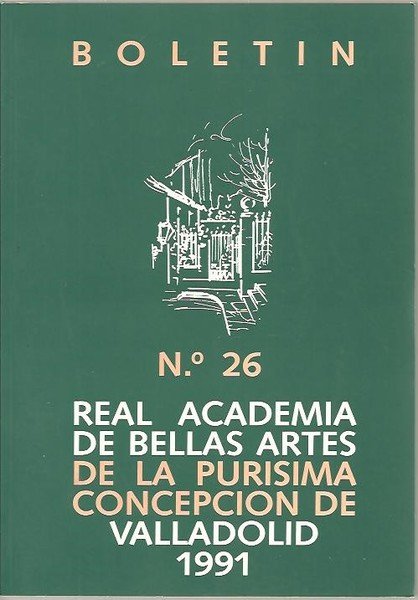 BOLETIN
N.º 26
REAL ACADEMIA
DE BELLAS ARTES
DE LA PURISIMA
CONCEPCION DE
VALLADOLID
1991